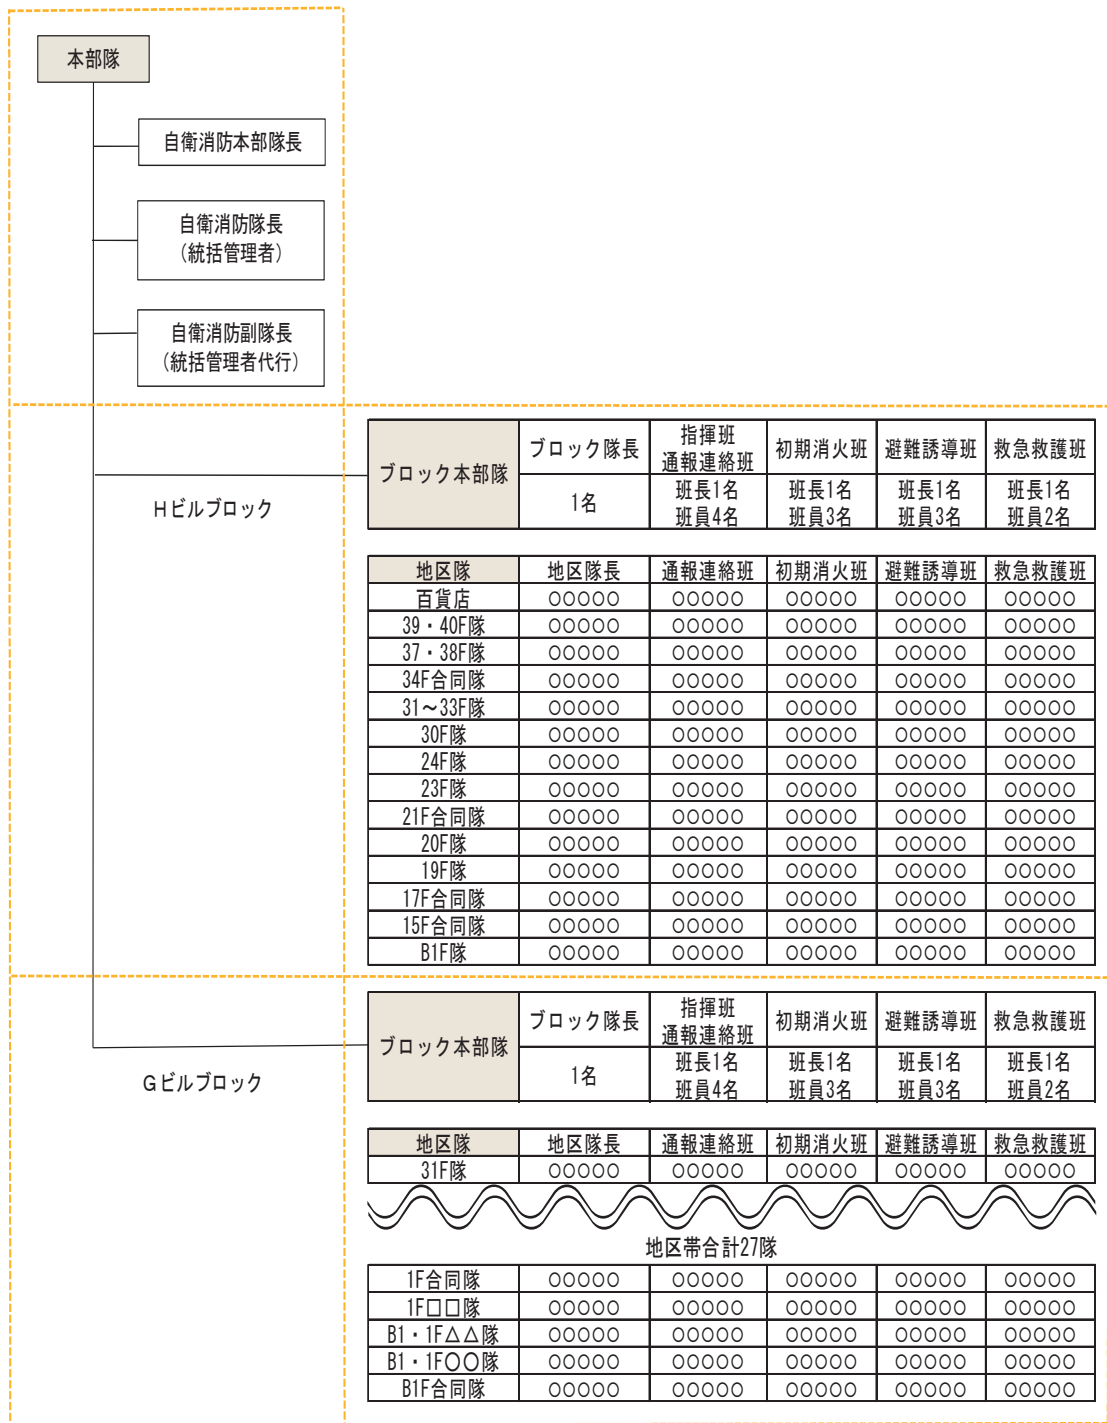 本部隊
自衛消防本部隊長
自衛消防隊長
（統括管理者）
自衛消防副隊長
（統括管理者代行）
Ｈビルブロック
ブロック本部隊 ブロック隊長 指揮班 通報連絡班 初期消火班 避難誘導班 救急救護班
1名 班長1名 班員4名 班長1名 班員3名 班長1名 班員3名 班長1名 班員2名
地区隊 地区隊長 通報連絡班 初期消火班 避難誘導班 救急救護班
百貨店 ○○○○○ ○○○○○ ○○○○○ ○○○○○ ○○○○○
39・40F隊 ○○○○○ ○○○○○ ○○○○○ ○○○○○ ○○○○○
37・38F隊 ○○○○○ ○○○○○ ○○○○○ ○○○○○ ○○○○○
34F合同隊 ○○○○○ ○○○○○ ○○○○○ ○○○○○ ○○○○○
31～33F隊 ○○○○○ ○○○○○ ○○○○○ ○○○○○ ○○○○○
30F隊 ○○○○○ ○○○○○ ○○○○○ ○○○○○ ○○○○○
24F隊 ○○○○○ ○○○○○ ○○○○○ ○○○○○ ○○○○○
23F隊 ○○○○○ ○○○○○ ○○○○○ ○○○○○ ○○○○○
21F合同隊 ○○○○○ ○○○○○ ○○○○○ ○○○○○ ○○○○○
20F隊 ○○○○○ ○○○○○ ○○○○○ ○○○○○ ○○○○○
19F隊 ○○○○○ ○○○○○ ○○○○○ ○○○○○ ○○○○○
17F合同隊 ○○○○○ ○○○○○ ○○○○○ ○○○○○ ○○○○○
15F合同隊 ○○○○○ ○○○○○ ○○○○○ ○○○○○ ○○○○○
B1F隊 ○○○○○ ○○○○○ ○○○○○ ○○○○○ ○○○○○
Ｇビルブロック
ブロック本部隊 ブロック隊長 指揮班 通報連絡班 初期消火班 避難誘導班 救急救護班
1名 班長1名 班員4名 班長1名 班員3名 班長1名 班員3名 班長1名 班員2名
地区隊 地区隊長 通報連絡班 初期消火班 避難誘導班 救急救護班
31F隊 ○○○○○ ○○○○○ ○○○○○ ○○○○○ ○○○○○
地区帯合計27隊
1F合同隊 ○○○○○ ○○○○○ ○○○○○ ○○○○○ ○○○○○
1F□□隊 ○○○○○ ○○○○○ ○○○○○ ○○○○○ ○○○○○
B1・1F△△隊 ○○○○○ ○○○○○ ○○○○○ ○○○○○ ○○○○○
B1・1F○○隊 ○○○○○ ○○○○○ ○○○○○ ○○○○○ ○○○○○
B1F合同隊 ○○○○○ ○○○○○ ○○○○○ ○○○○○ ○○○○○